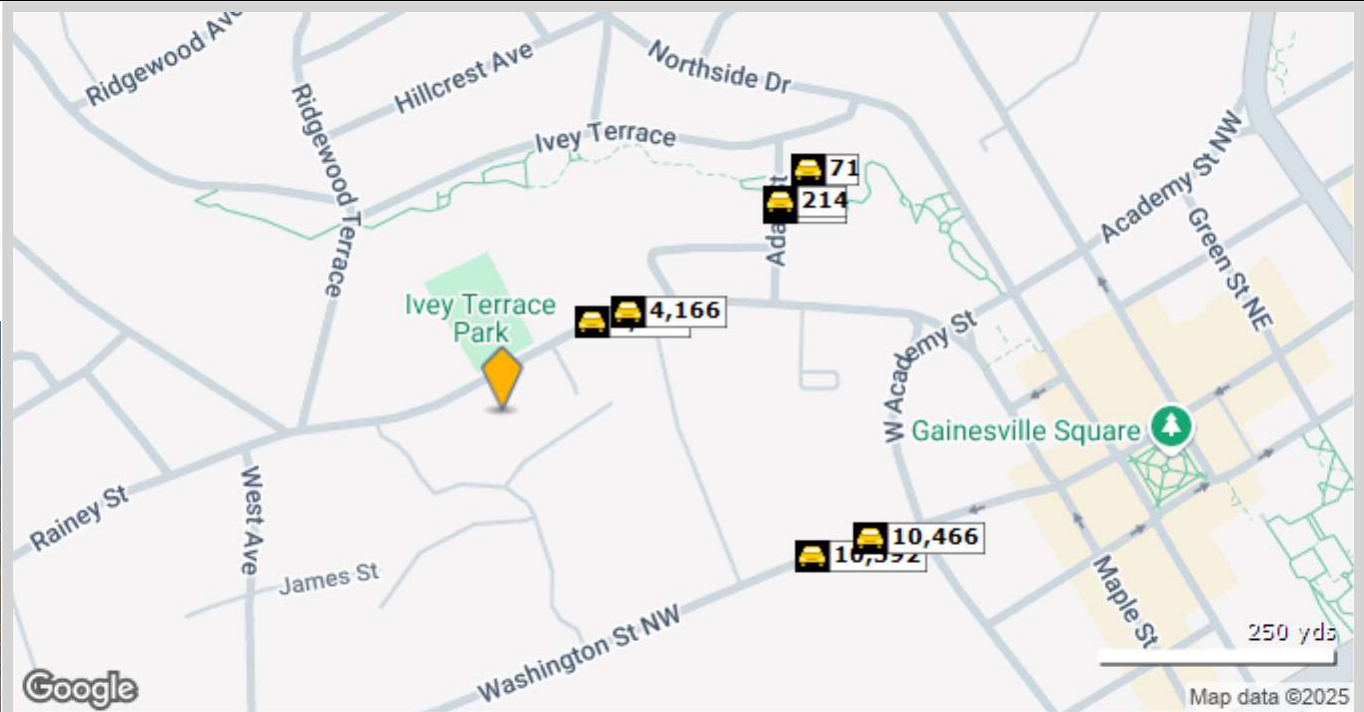 Ridgewood Ave
Hillcrest Ave
Northside Dr
Ridgewood Terrace
Ivey Terrace
Academy St NW
71
214
Green St NE
Ivey Terrace
Park
4,166
W Academy St
Gainesville Square
Rainey St
West Ave
James St
10,466
Washington St NW
Maple St
250 yds
Google
Map data ©2025